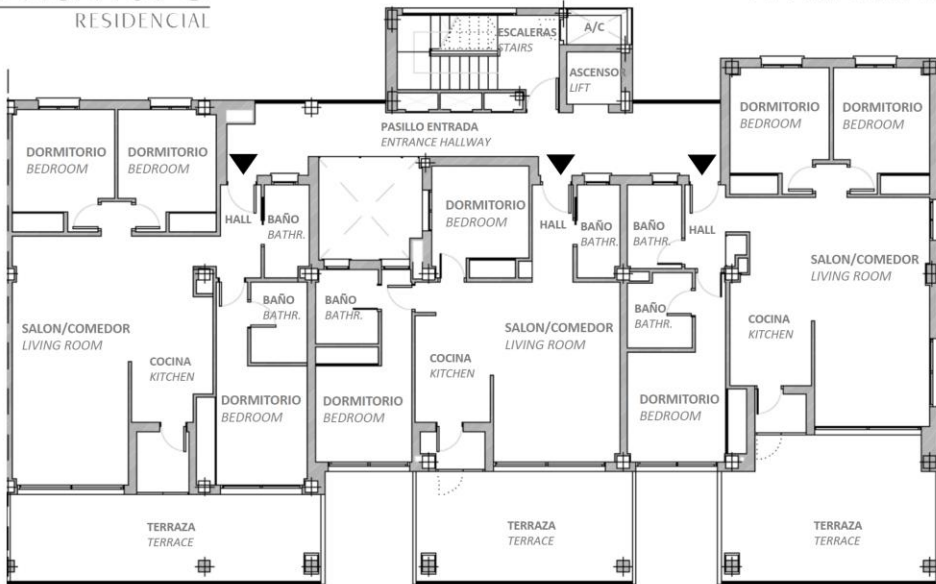 RESIDENCIAL
ESCALERAS
STAIRS
A/C
ASCENSOR
LIFT
PASILLO ENTRADA
ENTRANCE HALLWAY
DORMITORIO
BEDROOM
DORMITORIO
BEDROOM
DORMITORIO
BEDROOM
DORMITORIO
BEDROOM
HALL
BAÑO
BATHR.
DORMITORIO
BEDROOM
HALL
BAÑO
BATHR.
BAÑO
BATHR.
HALL
SALON/COMEDOR
LIVING ROOM
BAÑO
BATHR.
BAÑO
BATHR.
BAÑO
BATHR.
SALON/COMEDOR
LIVING ROOM
SALON/COMEDOR
LIVING ROOM
COCINA
KITCHEN
COCINA
KITCHEN
COCINA
KITCHEN
DORMITORIO
BEDROOM
DORMITORIO
BEDROOM
DORMITORIO
BEDROOM
TERRAZA
TERRACE
TERRAZA
TERRACE
TERRAZA
TERRACE